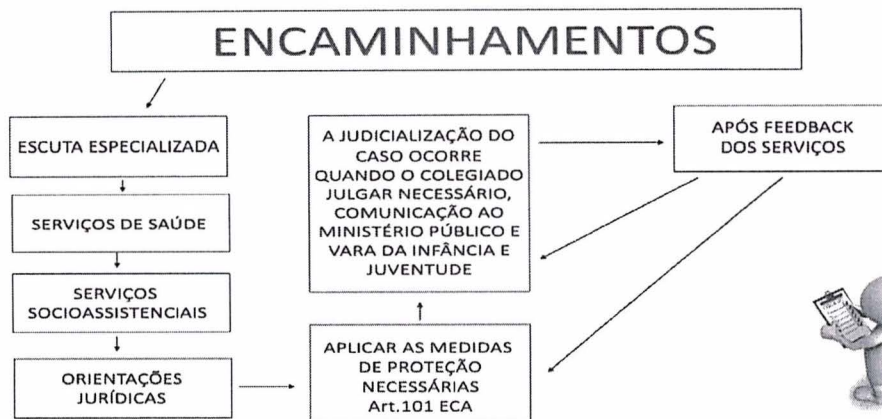 ENCAMINHAMENTOS
ESCUTA ESPECIALIZADA
SERVIÇOS DE SAÚDE
SERVIÇOS
SOCIOASSISTENCIAIS
ORIENTAÇÕES
JURÍDICAS
APLICAR AS MEDIDAS
DE PROTEÇÃO
NECESSÁRIAS
Art.101 ECA
A JUDICIALIZAÇÃO DO
CASO OCORRE
QUANDO O COLEGIADO
JULGAR NECESSÁRIO,
COMUNICAÇÃO AO
MINISTÉRIO PÚBLICO E
VARA DA INFÂNCIA E
JUVENTUDE
APÓS FEEDBACK
DOS SERVIÇOS